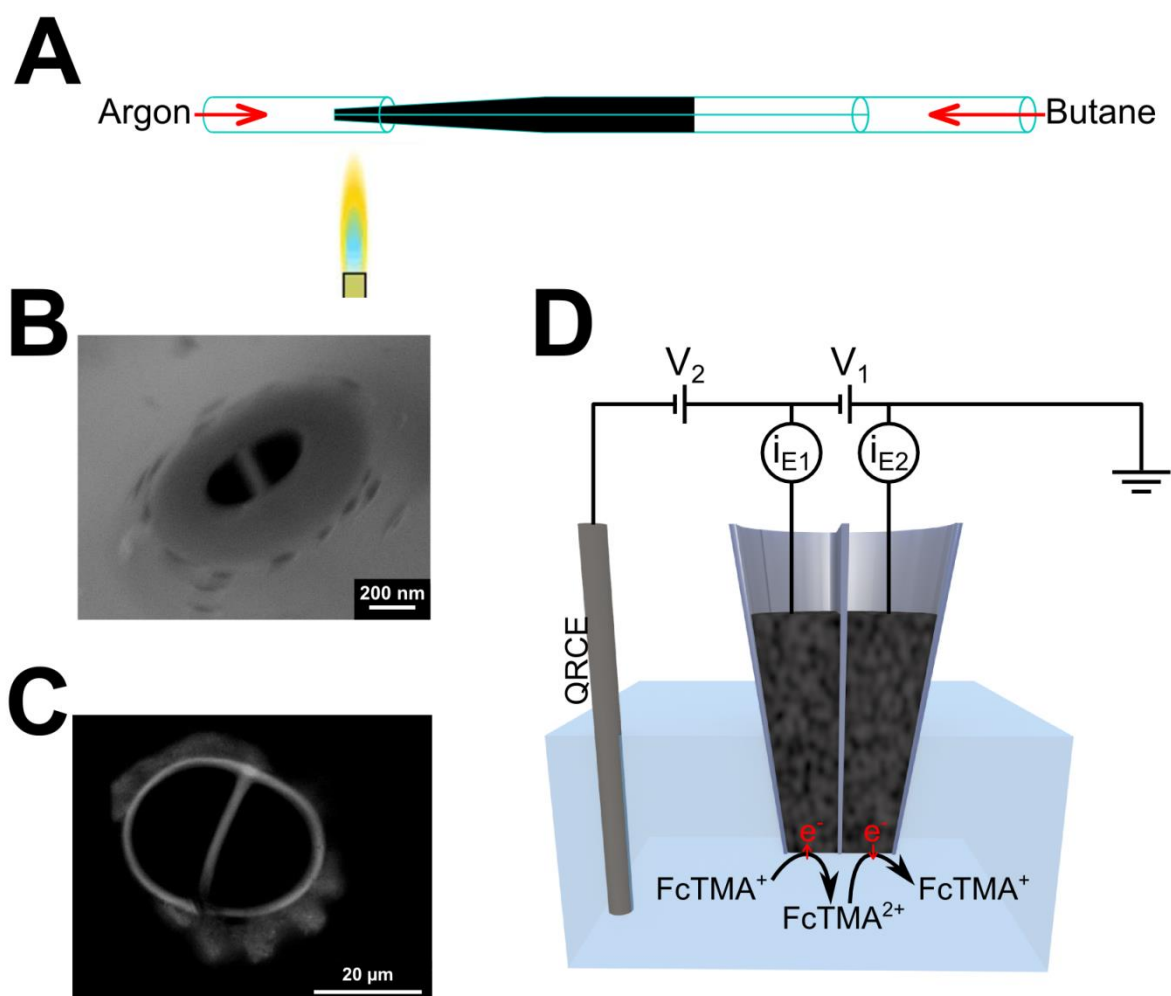 A
Argon
Butane
B
200 nm
C
20 µm
D
V₂
V₁
iE1
iE2
QRCE
e⁻
e⁻
FcTMA⁺
FcTMA²⁺
FcTMA⁺